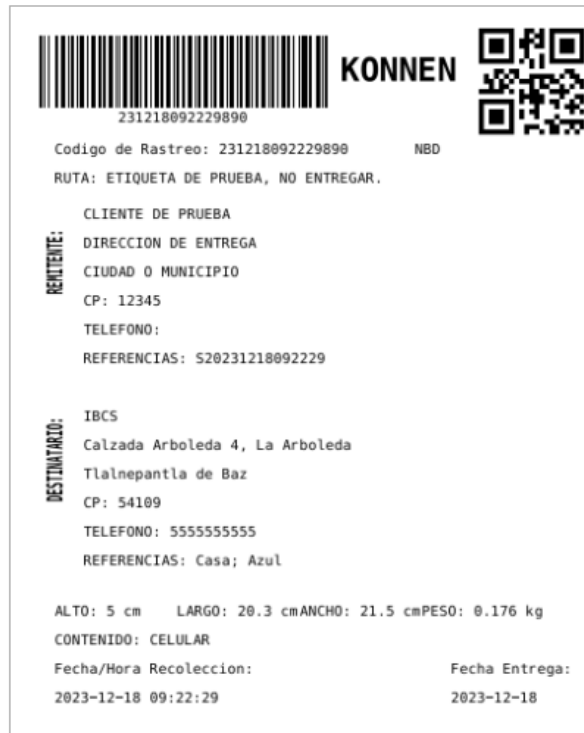 KONNEN
231218092229890
Codigo de Rastreo: 231218092229890 NBD
RUTA: ETIQUETA DE PRUEBA, NO ENTREGAR.
REMITENTE:
CLIENTE DE PRUEBA
DIRECCION DE ENTREGA
CIUDAD O MUNICIPIO
CP: 12345
TELEFONO:
REFERENCIAS: S20231218092229
DESTINATARIO:
IBCS
Calzada Arboleda 4, La Arboleda
Tlalnepantla de Baz
CP: 54109
TELEFONO: 5555555555
REFERENCIAS: Casa; Azul
ALTO: 5 cm LARGO: 20.3 cmANCHO: 21.5 cmPESO: 0.176 kg
CONTENIDO: CELULAR
Fecha/Hora Recoleccion: Fecha Entrega:
2023-12-18 09:22:29 2023-12-18